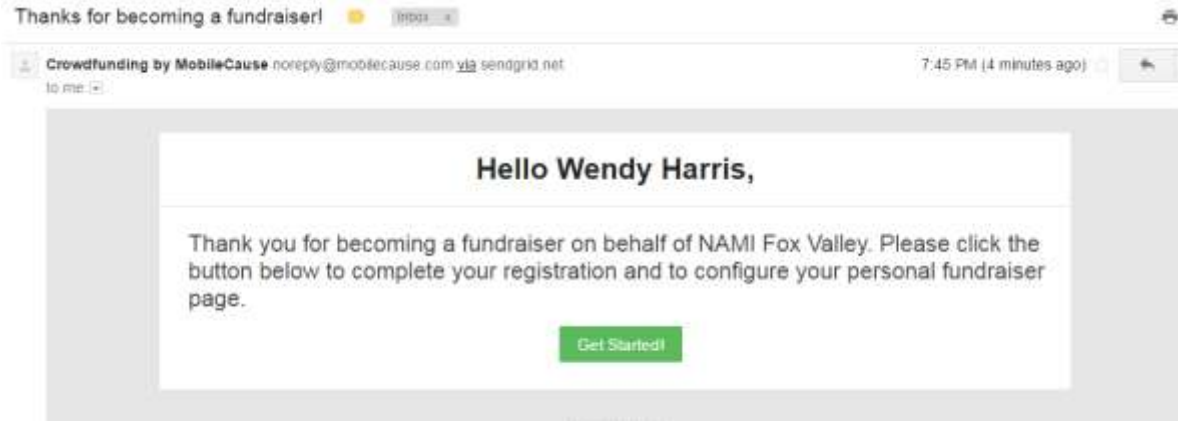 Thanks for becoming a fundraiser!
Inbox x
Crowdfunding by MobileCause noreply@mobilecause.com via sendgrid.net
7:45 PM (4 minutes ago)
to me
Hello Wendy Harris,
Thank you for becoming a fundraiser on behalf of NAMI Fox Valley. Please click the
button below to complete your registration and to configure your personal fundraiser
page.
Get Started!